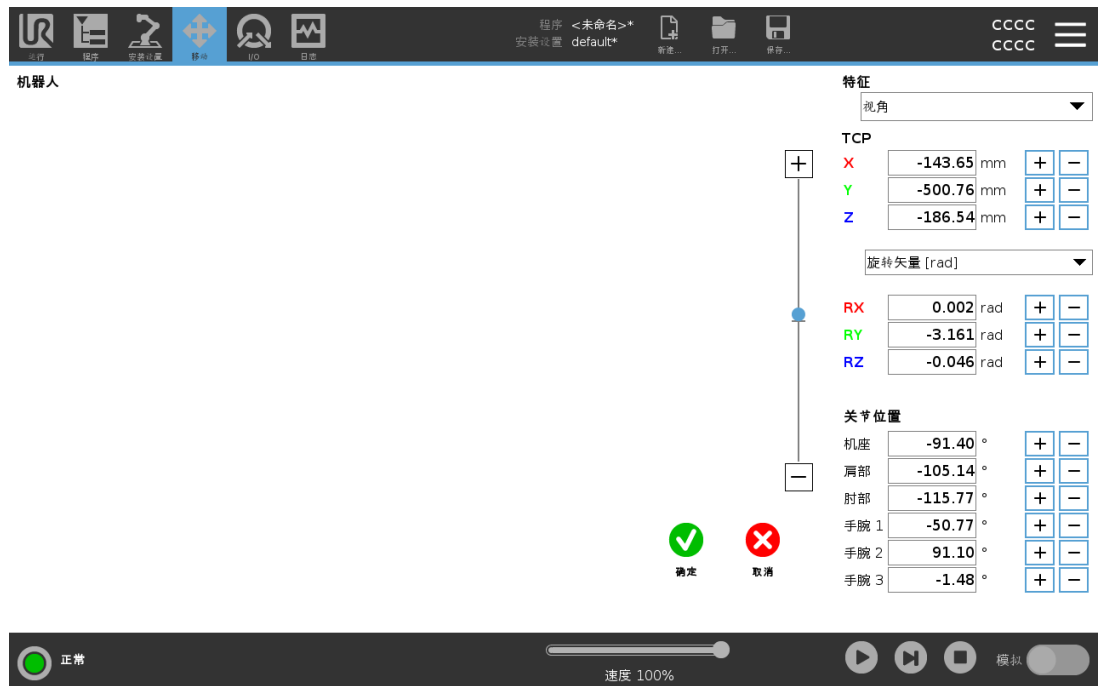 UR
运行
程序
安装设置
移动
I/O
日志
程序 <未命名>*
安装设置 default*
新建...
打开...
保存...
CCCC
CCCC
机器人
特征
视角
TCP
X -143.65 mm + −
Y -500.76 mm + −
Z -186.54 mm + −
旋转矢量 [rad]
RX 0.002 rad + −
RY -3.161 rad + −
RZ -0.046 rad + −
关节位置
机座 -91.40 ° + −
肩部 -105.14 ° + −
肘部 -115.77 ° + −
手腕 1 -50.77 ° + −
手腕 2 91.10 ° + −
手腕 3 -1.48 ° + −
确定
取消
正常
速度 100%
模拟